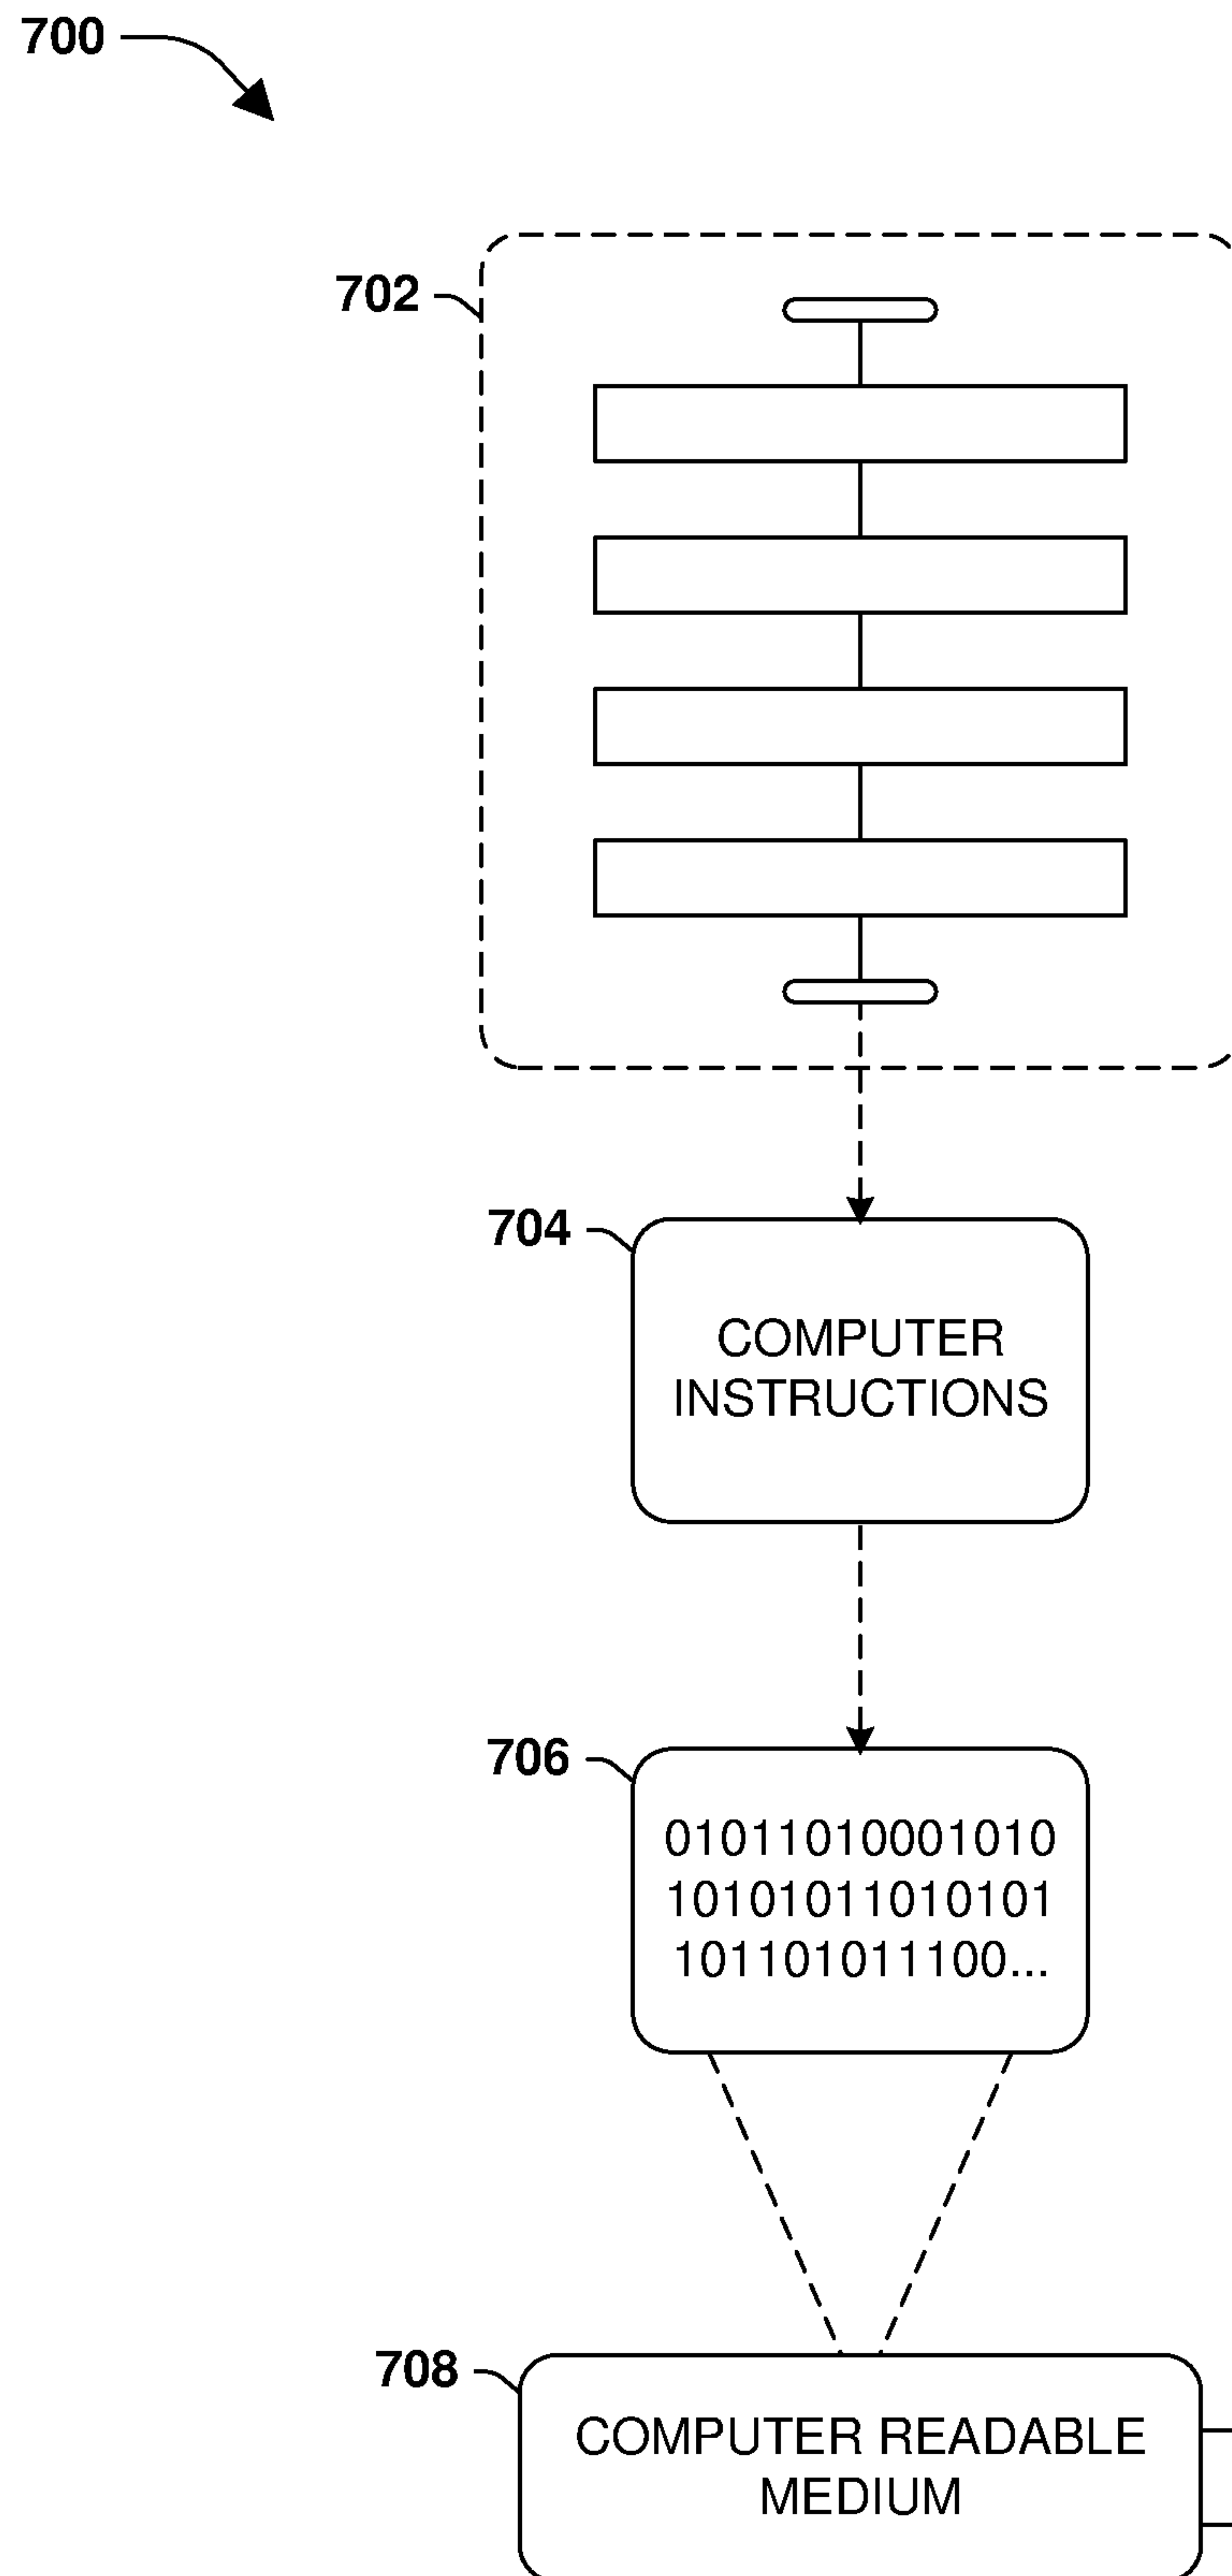 700
702
704
COMPUTER
INSTRUCTIONS
706
01011010001010
10101011010101
101101011100...
708
COMPUTER READABLE
MEDIUM